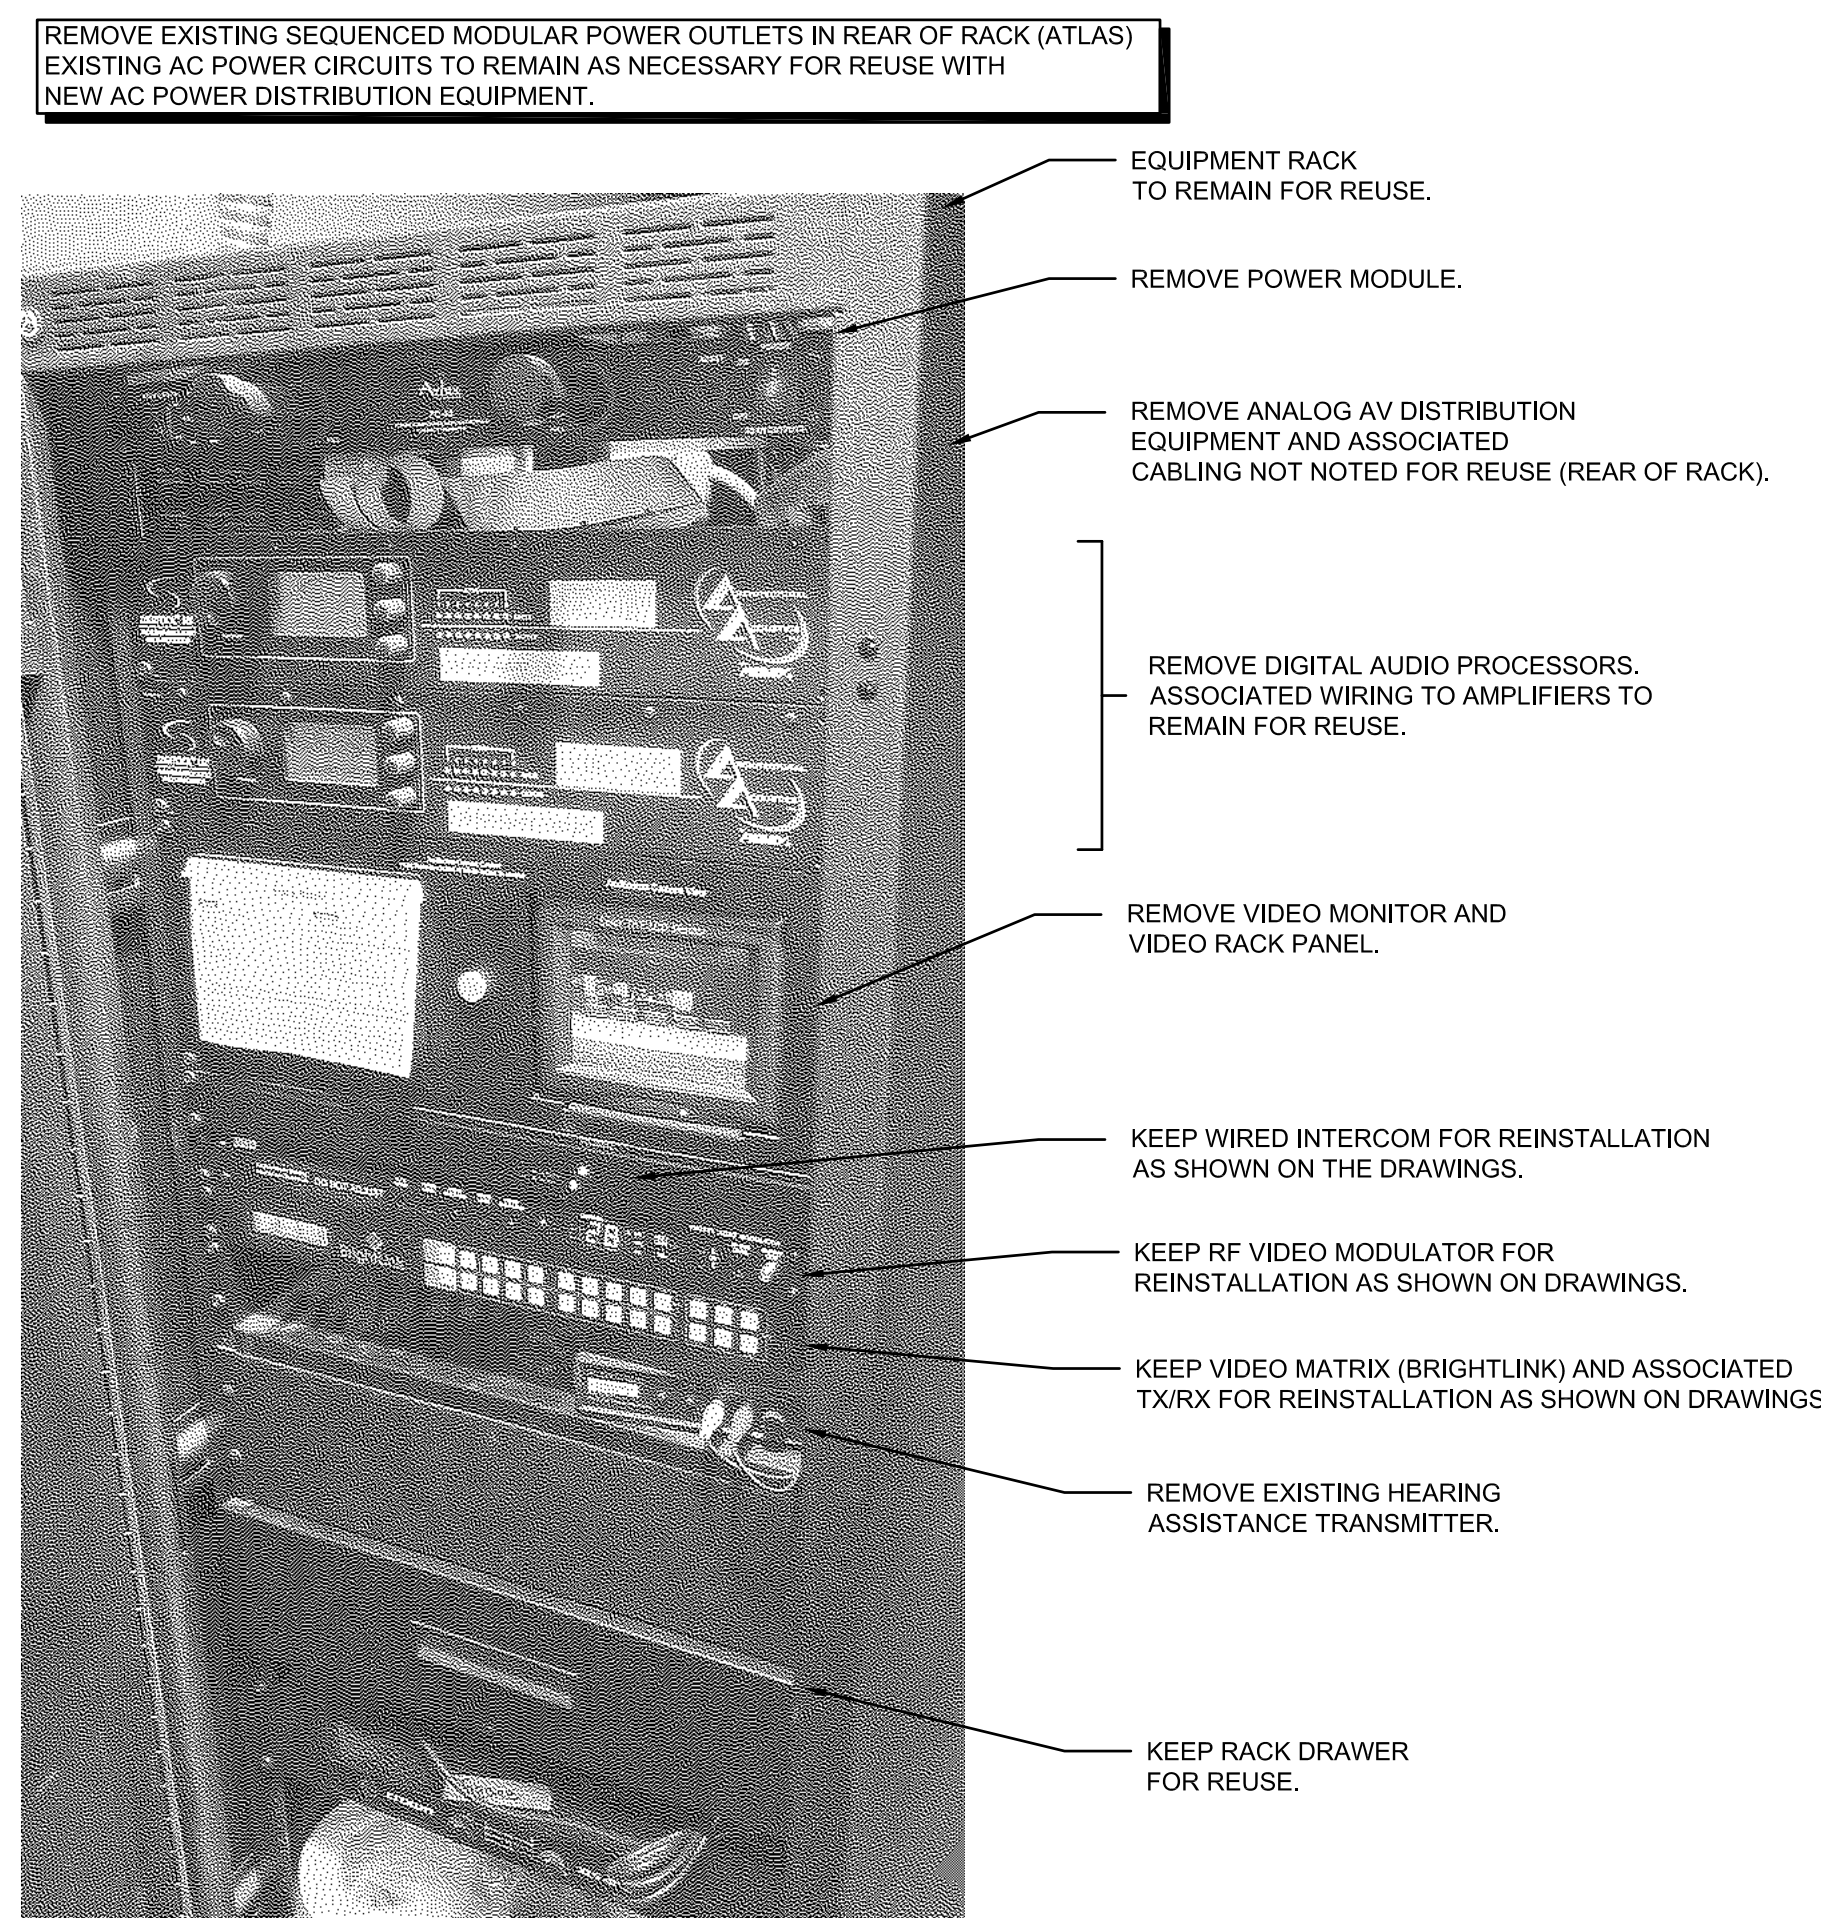 REMOVE EXISTING SEQUENCED MODULAR POWER OUTLETS IN REAR OF RACK (ATLAS)
EXISTING AC POWER CIRCUITS TO REMAIN AS NECESSARY FOR REUSE WITH
NEW AC POWER DISTRIBUTION EQUIPMENT.
EQUIPMENT RACK
TO REMAIN FOR REUSE.
REMOVE POWER MODULE.
REMOVE ANALOG AV DISTRIBUTION
EQUIPMENT AND ASSOCIATED
CABLING NOT NOTED FOR REUSE (REAR OF RACK).
REMOVE DIGITAL AUDIO PROCESSORS.
ASSOCIATED WIRING TO AMPLIFIERS TO
REMAIN FOR REUSE.
REMOVE VIDEO MONITOR AND
VIDEO RACK PANEL.
KEEP WIRED INTERCOM FOR REINSTALLATION
AS SHOWN ON THE DRAWINGS.
KEEP RF VIDEO MODULATOR FOR
REINSTALLATION AS SHOWN ON DRAWINGS.
KEEP VIDEO MATRIX (BRIGHTLINK) AND ASSOCIATED
TX/RX FOR REINSTALLATION AS SHOWN ON DRAWINGS
REMOVE EXISTING HEARING
ASSISTANCE TRANSMITTER.
KEEP RACK DRAWER
FOR REUSE.